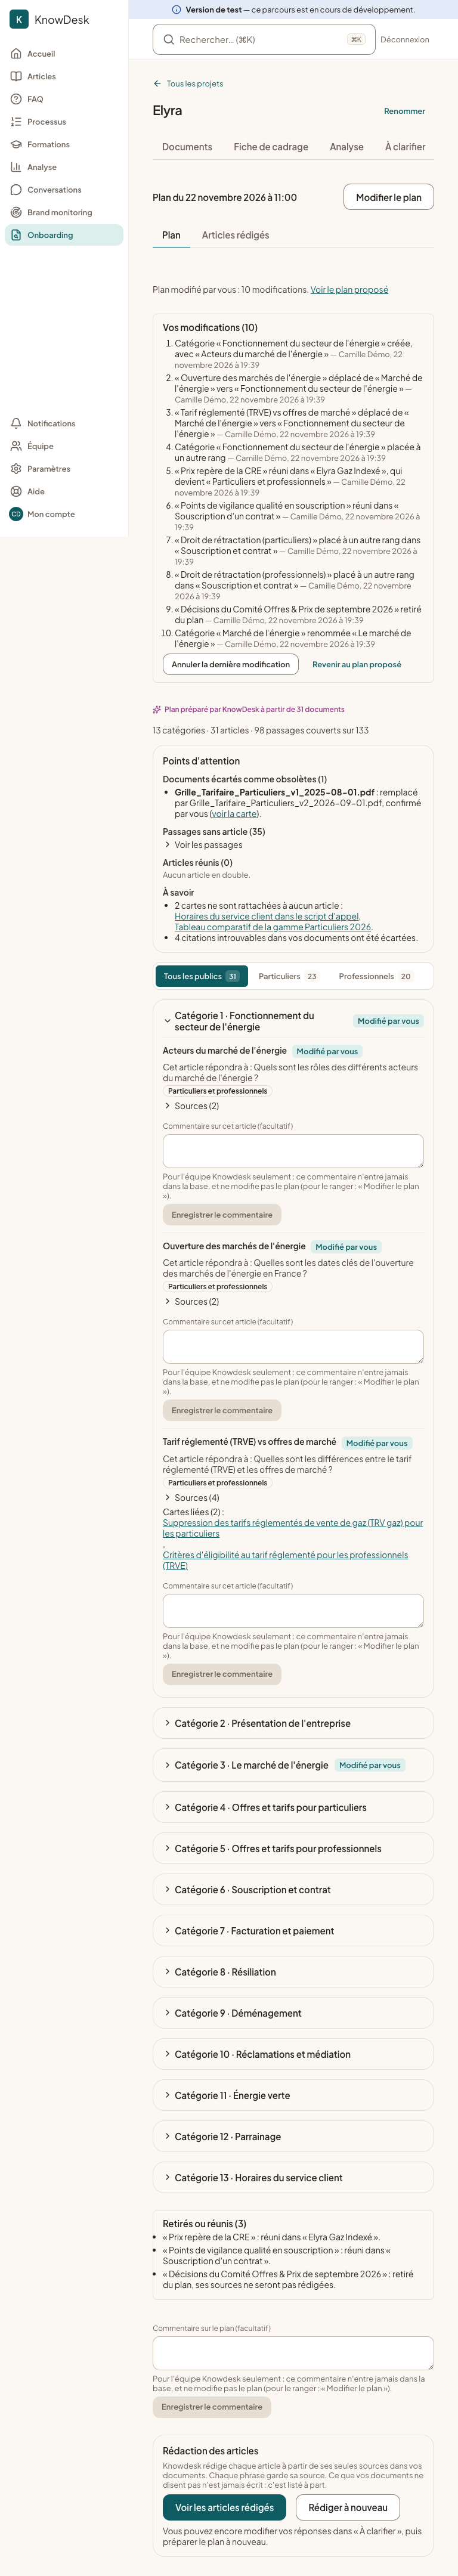 K KnowDesk
Accueil
Articles
FAQ
Processus
Formations
Analyse
Conversations
Brand monitoring
Onboarding
Notifications
Équipe
Paramètres
Aide
CD Mon compte
Version de test — ce parcours est en cours de développement.
Rechercher... (⌘K) ⌘K
Déconnexion
Tous les projets
Elyra
Renommer
Documents Fiche de cadrage Analyse À clarifier
Plan du 22 novembre 2026 à 11:00
Modifier le plan
Plan Articles rédigés
Plan modifié par vous : 10 modifications. Voir le plan proposé
Vos modifications (10)
1. Catégorie « Fonctionnement du secteur de l'énergie » créée,
avec « Acteurs du marché de l'énergie » — Camille Démo, 22
novembre 2026 à 19:39
2. « Ouverture des marchés de l'énergie » déplacé de « Marché de
l'énergie » vers « Fonctionnement du secteur de l'énergie » —
Camille Démo, 22 novembre 2026 à 19:39
3. « Tarif réglementé (TRVE) vs offres de marché » déplacé de «
Marché de l'énergie » vers « Fonctionnement du secteur de
l'énergie » — Camille Démo, 22 novembre 2026 à 19:39
4. Catégorie « Fonctionnement du secteur de l'énergie » placée à
un autre rang — Camille Démo, 22 novembre 2026 à 19:39
5. « Prix repère de la CRE » réuni dans « Elyra Gaz Indexé », qui
devient « Particuliers et professionnels » — Camille Démo, 22
novembre 2026 à 19:39
6. « Points de vigilance qualité en souscription » réuni dans «
Souscription d'un contrat » — Camille Démo, 22 novembre 2026 à
19:39
7. « Droit de rétractation (particuliers) » placé à un autre rang dans
« Souscription et contrat » — Camille Démo, 22 novembre 2026 à
19:39
8. « Droit de rétractation (professionnels) » placé à un autre rang
dans « Souscription et contrat » — Camille Démo, 22 novembre
2026 à 19:39
9. « Décisions du Comité Offres & Prix de septembre 2026 » retiré
du plan — Camille Démo, 22 novembre 2026 à 19:39
10. Catégorie « Marché de l'énergie » renommée « Le marché de
l'énergie » — Camille Démo, 22 novembre 2026 à 19:39
Annuler la dernière modification Revenir au plan proposé
Plan préparé par KnowDesk à partir de 31 documents
13 catégories · 31 articles · 98 passages couverts sur 133
Points d'attention
Documents écartés comme obsolètes (1)
• Grille_Tarifaire_Particuliers_v1_2025-08-01.pdf : remplacé
par Grille_Tarifaire_Particuliers_v2_2026-09-01.pdf, confirmé
par vous (voir la carte).
Passages sans article (35)
Voir les passages
Articles réunis (0)
Aucun article en double.
À savoir
• 2 cartes ne sont rattachées à aucun article :
Horaires du service client dans le script d'appel,
Tableau comparatif de la gamme Particuliers 2026.
• 4 citations introuvables dans vos documents ont été écartées.
Tous les publics 31 Particuliers 23 Professionnels 20
Catégorie 1 · Fonctionnement du
secteur de l'énergie
Modifié par vous
Acteurs du marché de l'énergie Modifié par vous
Cet article répondra à : Quels sont les rôles des différents acteurs
du marché de l'énergie ?
Particuliers et professionnels
Sources (2)
Commentaire sur cet article (facultatif)
Pour l'équipe Knowdesk seulement : ce commentaire n'entre jamais
dans la base, et ne modifie pas le plan (pour le ranger : « Modifier le plan
»).
Enregistrer le commentaire
Ouverture des marchés de l'énergie Modifié par vous
Cet article répondra à : Quelles sont les dates clés de l'ouverture
des marchés de l'énergie en France ?
Particuliers et professionnels
Sources (2)
Commentaire sur cet article (facultatif)
Pour l'équipe Knowdesk seulement : ce commentaire n'entre jamais
dans la base, et ne modifie pas le plan (pour le ranger : « Modifier le plan
»).
Enregistrer le commentaire
Tarif réglementé (TRVE) vs offres de marché Modifié par vous
Cet article répondra à : Quelles sont les différences entre le tarif
réglementé (TRVE) et les offres de marché ?
Particuliers et professionnels
Sources (4)
Cartes liées (2) :
Suppression des tarifs réglementés de vente de gaz (TRV gaz) pour
les particuliers
,
Critères d'éligibilité au tarif réglementé pour les professionnels
(TRVE)
Commentaire sur cet article (facultatif)
Pour l'équipe Knowdesk seulement : ce commentaire n'entre jamais
dans la base, et ne modifie pas le plan (pour le ranger : « Modifier le plan
»).
Enregistrer le commentaire
Catégorie 2 · Présentation de l'entreprise
Catégorie 3 · Le marché de l'énergie Modifié par vous
Catégorie 4 · Offres et tarifs pour particuliers
Catégorie 5 · Offres et tarifs pour professionnels
Catégorie 6 · Souscription et contrat
Catégorie 7 · Facturation et paiement
Catégorie 8 · Résiliation
Catégorie 9 · Déménagement
Catégorie 10 · Réclamations et médiation
Catégorie 11 · Énergie verte
Catégorie 12 · Parrainage
Catégorie 13 · Horaires du service client
Retirés ou réunis (3)
• « Prix repère de la CRE » : réuni dans « Elyra Gaz Indexé ».
• « Points de vigilance qualité en souscription » : réuni dans «
Souscription d'un contrat ».
• « Décisions du Comité Offres & Prix de septembre 2026 » : retiré
du plan, ses sources ne seront pas rédigées.
Commentaire sur le plan (facultatif)
Pour l'équipe Knowdesk seulement : ce commentaire n'entre jamais dans la
base, et ne modifie pas le plan (pour le ranger : « Modifier le plan »).
Enregistrer le commentaire
Rédaction des articles
Knowdesk rédige chaque article à partir de ses seules sources dans vos
documents. Chaque phrase garde sa source. Ce que vos documents ne
disent pas n'est jamais écrit : c'est listé à part.
Voir les articles rédigés Rédiger à nouveau
Vous pouvez encore modifier vos réponses dans « À clarifier », puis
préparer le plan à nouveau.